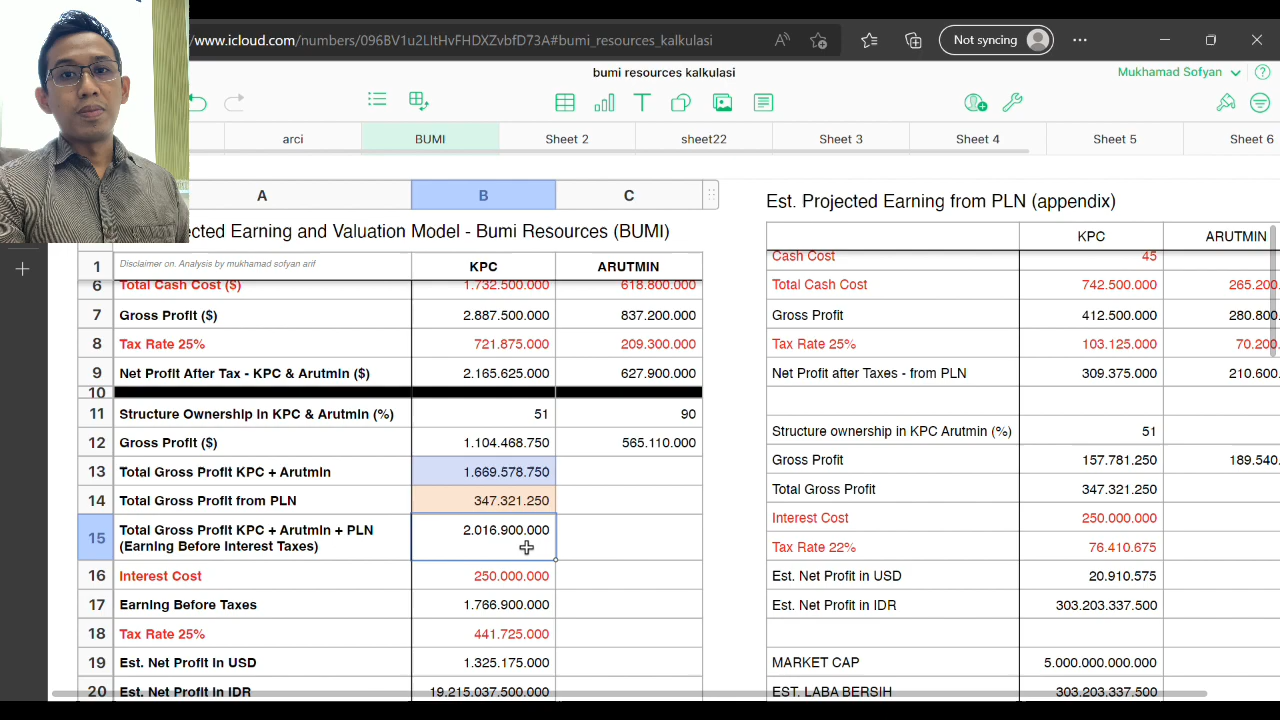 www.icloud.com/numbers/096BV1u2LItHvFHDXZvbfD73A#bumi_resources_kalkulasi
Not syncing
bumi resources kalkulasi
Mukhamad Sofyan
arci BUMI Sheet 2 sheet22 Sheet 3 Sheet 4 Sheet 5 Sheet 6
A B C
ected Earning and Valuation Model - Bumi Resources (BUMI)
1 Disclaimer on. Analysis by mukhamad sofyan arif KPC ARUTMIN
6 Total Cash Cost ($) 1.732.500.000 618.800.000
7 Gross Profit ($) 2.887.500.000 837.200.000
8 Tax Rate 25% 721.875.000 209.300.000
9 Net Profit After Tax - KPC & Arutmin ($) 2.165.625.000 627.900.000
10
11 Structure Ownership in KPC & Arutmin (%) 51 90
12 Gross Profit ($) 1.104.468.750 565.110.000
13 Total Gross Profit KPC + Arutmin 1.669.578.750
14 Total Gross Profit from PLN 347.321.250
15 Total Gross Profit KPC + Arutmin + PLN 2.016.900.000
(Earning Before Interest Taxes)
16 Interest Cost 250.000.000
17 Earning Before Taxes 1.766.900.000
18 Tax Rate 25% 441.725.000
19 Est. Net Profit in USD 1.325.175.000
20 Est. Net Profit in IDR 19.215.037.500.000
Est. Projected Earning from PLN (appendix)
KPC ARUTMIN
Cash Cost 45
Total Cash Cost 742.500.000 265.200.
Gross Profit 412.500.000 280.800.
Tax Rate 25% 103.125.000 70.200.
Net Profit after Taxes - from PLN 309.375.000 210.600.
Structure ownership in KPC Arutmin (%) 51
Gross Profit 157.781.250 189.540.
Total Gross Profit 347.321.250
Interest Cost 250.000.000
Tax Rate 22% 76.410.675
Est. Net Profit in USD 20.910.575
Est. Net Profit in IDR 303.203.337.500
MARKET CAP 5.000.000.000.000
EST. LABA BERSIH 303.203.337.500